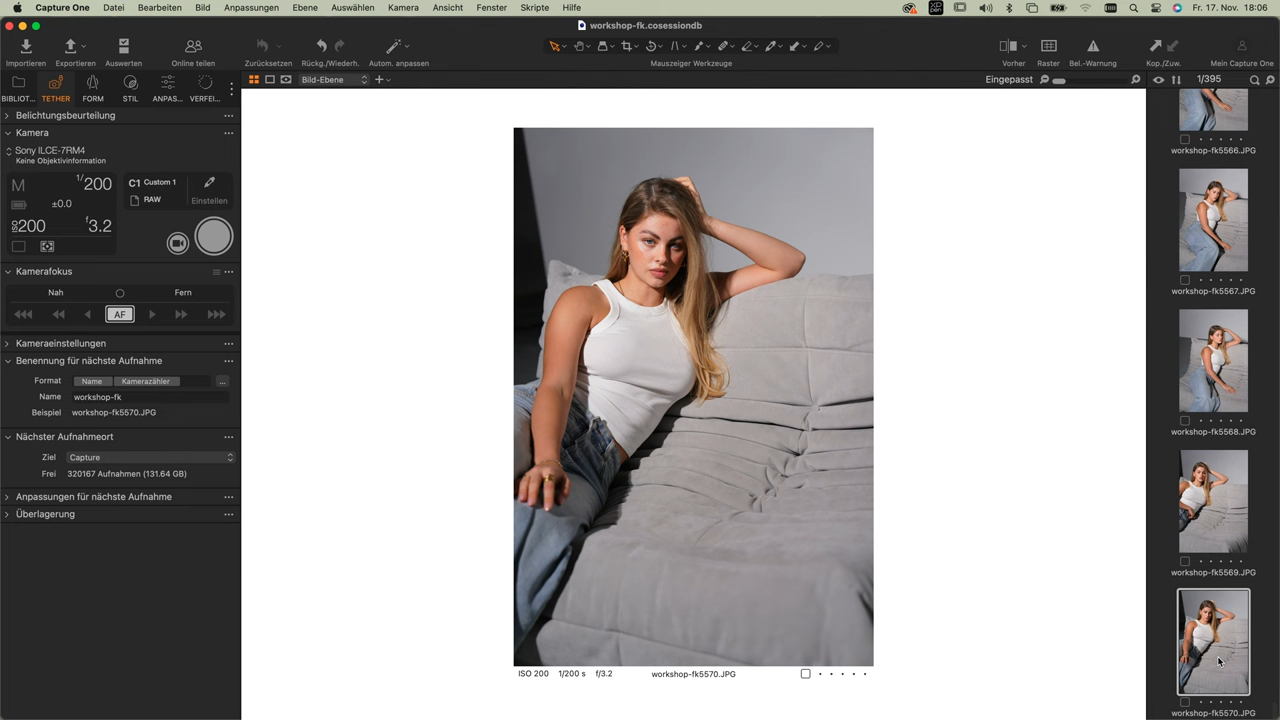 Capture One Datei Bearbeiten Bild Anpassungen Ebene Auswählen Kamera Ansicht Fenster Skripte Hilfe
XP PEN
Fr. 17. Nov. 18:06
workshop-fk.cosessiondb
Importieren Exportieren Auswerten Online teilen Zurücksetzen Rückg./Wiederh. Autom. anpassen Mauszeiger Werkzeuge Vorher Raster Bel.-Warnung Kop./Zuw. Mein Capture One
Bild-Ebene Eingepasst 1/395
BIBLIOT... TETHER FORM STIL ANPAS... VERFEI...
Belichtungsbeurteilung
Kamera
Sony ILCE-7RM4
Keine Objektivinformation
M 1/200
±0.0
ISO 200 f3.2
C1 Custom 1
RAW
Einstellen
Kamerafokus
Nah Fern
AF
Kameraeinstellungen
Benennung für nächste Aufnahme
Format Name Kamerazähler ...
Name workshop-fk
Beispiel workshop-fk5570.JPG
Nächster Aufnahmeort
Ziel Capture
Frei 320167 Aufnahmen (131.64 GB)
Anpassungen für nächste Aufnahme
Überlagerung
ISO 200 1/200 s f/3.2 workshop-fk5570.JPG
workshop-fk5566.JPG
workshop-fk5567.JPG
workshop-fk5568.JPG
workshop-fk5569.JPG
workshop-fk5570.JPG